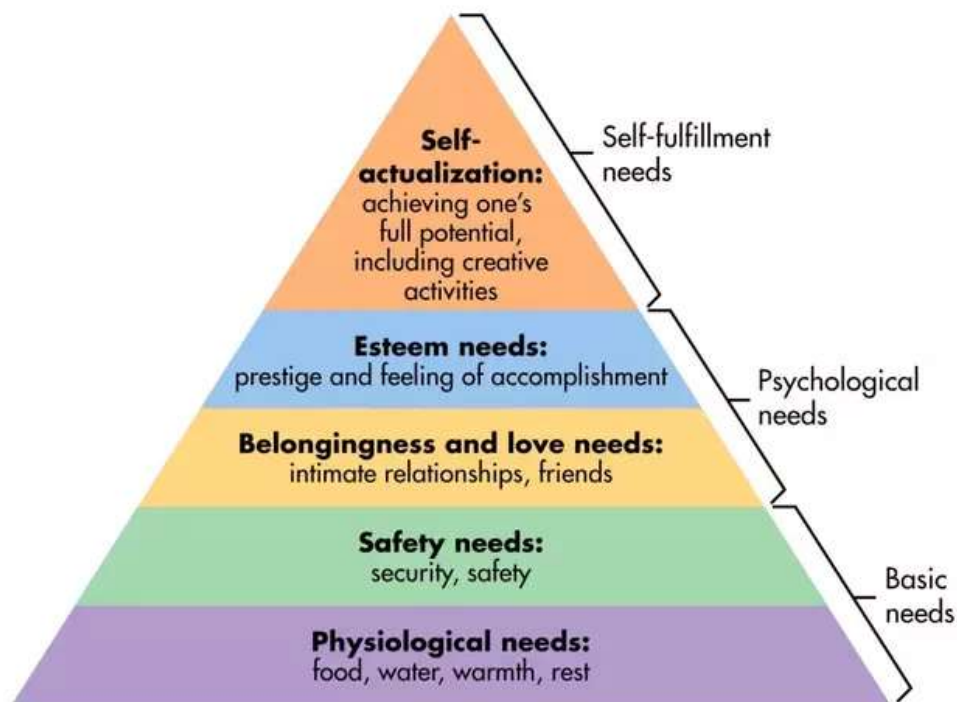 Self-
actualization:
achieving one's
full potential,
including creative
activities
Self-fulfillment
needs
Esteem needs:
prestige and feeling of accomplishment
Psychological
needs
Belongingness and love needs:
intimate relationships, friends
Safety needs:
security, safety
Basic
needs
Physiological needs:
food, water, warmth, rest